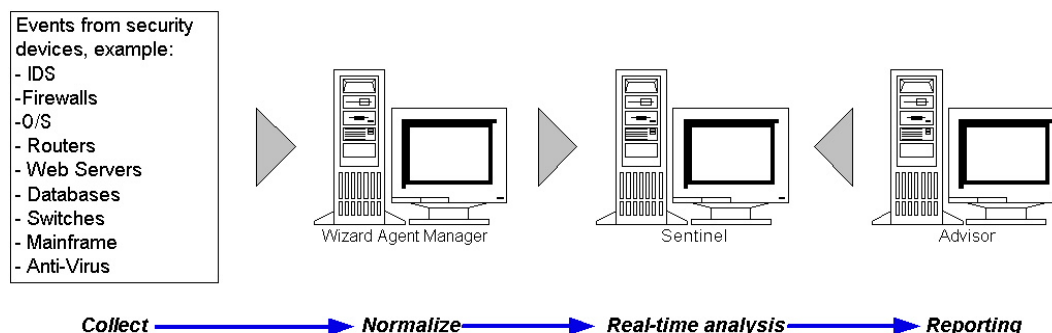 Events from security
devices, example:
- IDS
-Firewalls
-O/S
- Routers
- Web Servers
- Databases
- Switches
- Mainframe
- Anti-Virus
Wizard Agent Manager
Sentinel
Advisor
Collect
Normalize
Real-time analysis
Reporting